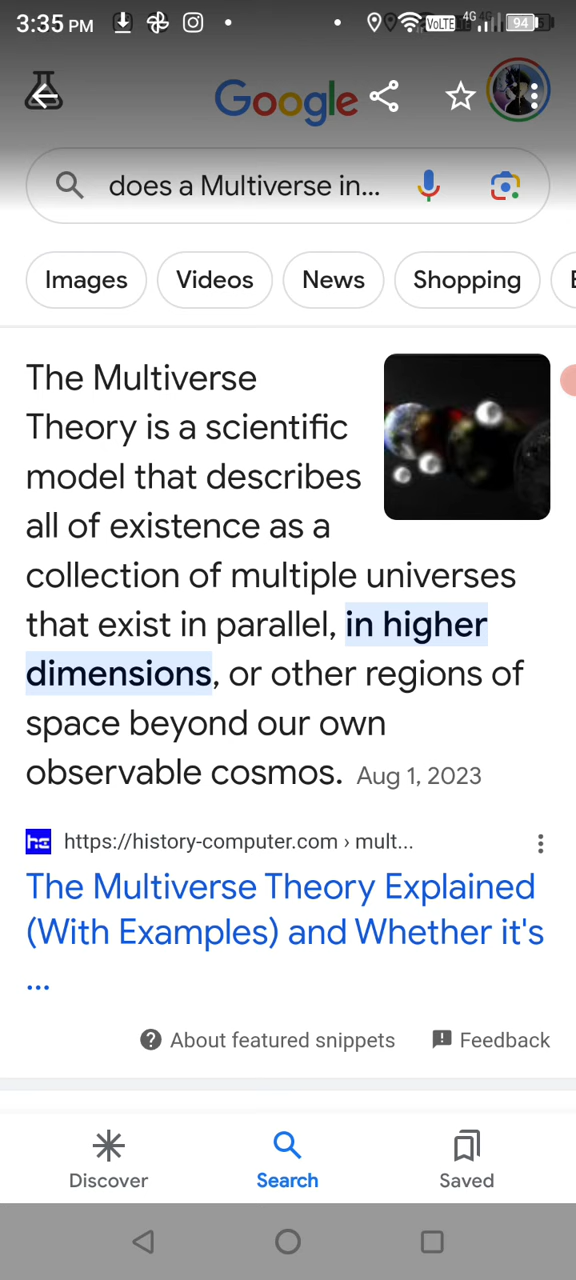 3:35 PM VoLTE 4G 94
Google
does a Multiverse in...
Images Videos News Shopping
The Multiverse
Theory is a scientific
model that describes
all of existence as a
collection of multiple universes
that exist in parallel, in higher
dimensions, or other regions of
space beyond our own
observable cosmos. Aug 1, 2023
hc https://history-computer.com › mult...
The Multiverse Theory Explained
(With Examples) and Whether it's
...
About featured snippets Feedback
Discover Search Saved